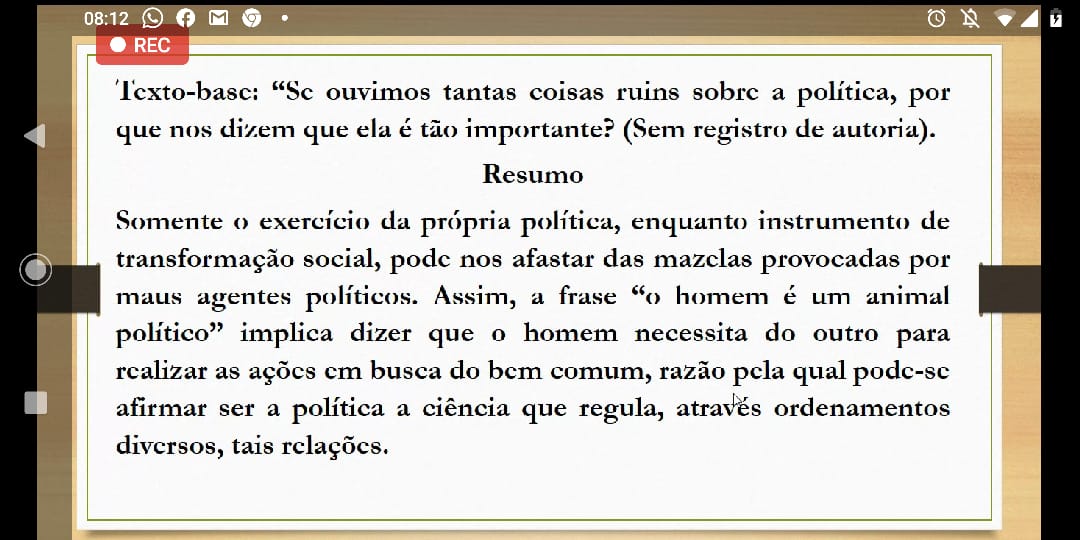 08:12
REC
Texto-base: “Se ouvimos tantas coisas ruins sobre a política, por
que nos dizem que ela é tão importante? (Sem registro de autoria).
Resumo
Somente o exercício da própria política, enquanto instrumento de
transformação social, pode nos afastar das mazelas provocadas por
maus agentes políticos. Assim, a frase “o homem é um animal
político” implica dizer que o homem necessita do outro para
realizar as ações em busca do bem comum, razão pela qual pode-se
afirmar ser a política a ciência que regula, através ordenamentos
diversos, tais relações.